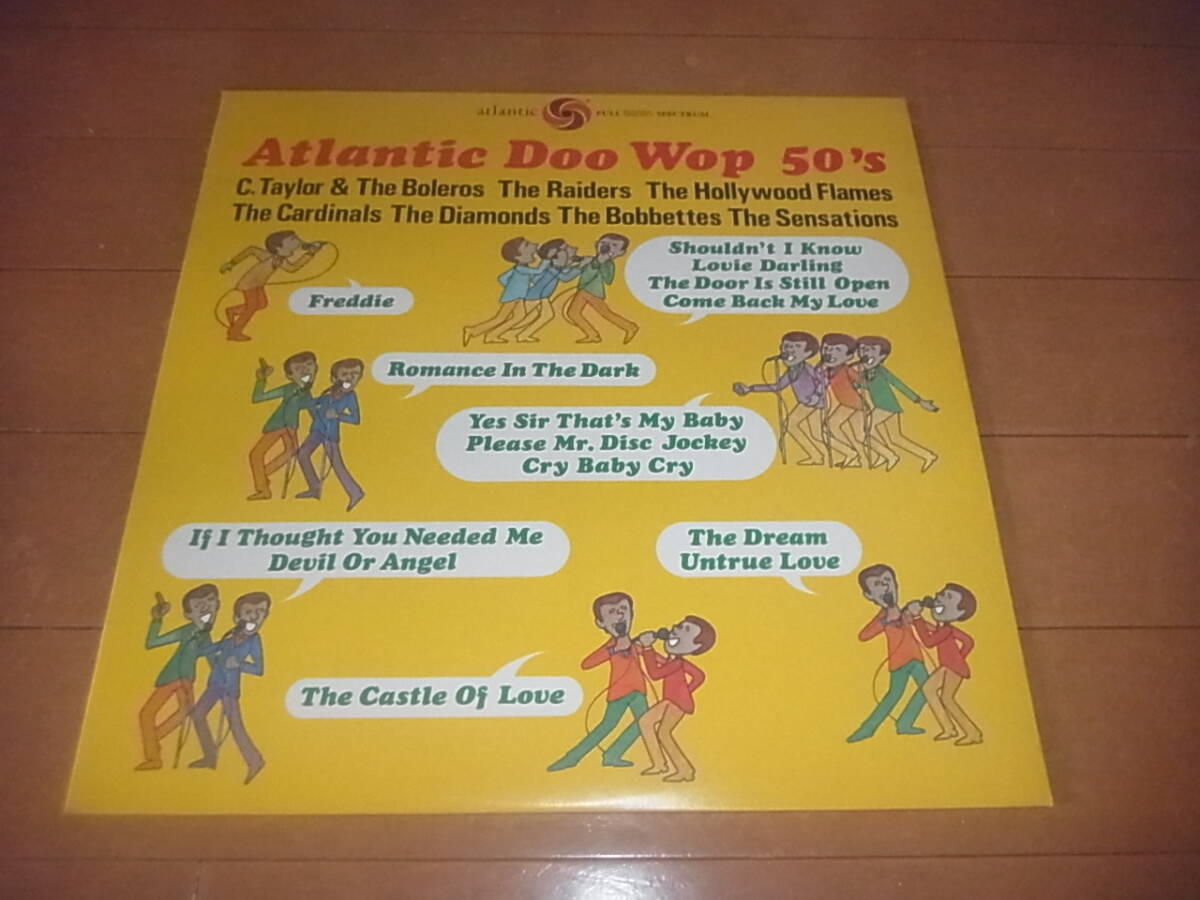 atlantic FULL SPECTRUM
Atlantic Doo Wop 50's
C. Taylor & The Boleros The Raiders The Hollywood Flames
The Cardinals The Diamonds The Bobbettes The Sensations
Freddie
Shouldn't I Know
Lovie Darling
The Door Is Still Open
Come Back My Love
Romance In The Dark
Yes Sir That's My Baby
Please Mr. Disc Jockey
Cry Baby Cry
If I Thought You Needed Me
Devil Or Angel
The Dream
Untrue Love
The Castle Of Love